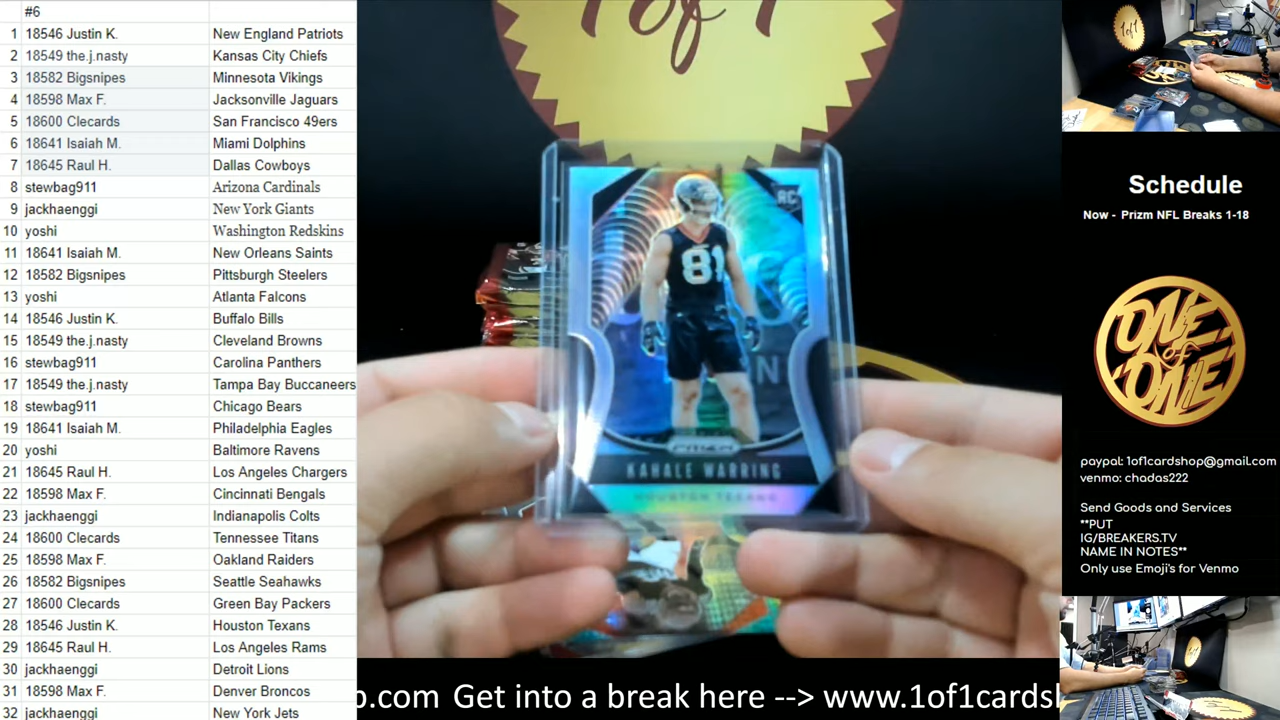 #6
1 18546 Justin K. New England Patriots
2 18549 the.j.nasty Kansas City Chiefs
3 18582 Bigsnipes Minnesota Vikings
4 18598 Max F. Jacksonville Jaguars
5 18600 Clecards San Francisco 49ers
6 18641 Isaiah M. Miami Dolphins
7 18645 Raul H. Dallas Cowboys
8 stewbag911 Arizona Cardinals
9 jackhaenggi New York Giants
10 yoshi Washington Redskins
11 18641 Isaiah M. New Orleans Saints
12 18582 Bigsnipes Pittsburgh Steelers
13 yoshi Atlanta Falcons
14 18546 Justin K. Buffalo Bills
15 18549 the.j.nasty Cleveland Browns
16 stewbag911 Carolina Panthers
17 18549 the.j.nasty Tampa Bay Buccaneers
18 stewbag911 Chicago Bears
19 18641 Isaiah M. Philadelphia Eagles
20 yoshi Baltimore Ravens
21 18645 Raul H. Los Angeles Chargers
22 18598 Max F. Cincinnati Bengals
23 jackhaenggi Indianapolis Colts
24 18600 Clecards Tennessee Titans
25 18598 Max F. Oakland Raiders
26 18582 Bigsnipes Seattle Seahawks
27 18600 Clecards Green Bay Packers
28 18546 Justin K. Houston Texans
29 18645 Raul H. Los Angeles Rams
30 jackhaenggi Detroit Lions
31 18598 Max F. Denver Broncos
32 jackhaenggi New York Jets
1of1
RC
81
PRIZM
KAHALE WARRING
HOUSTON TEXANS
1of1
Schedule
Now - Prizm NFL Breaks 1-18
ONE
of
ONE
paypal: 1of1cardshop@gmail.com
venmo: chadas222
Send Goods and Services
**PUT
IG/BREAKERS.TV
NAME IN NOTES**
Only use Emoji's for Venmo
p.com Get into a break here --> www.1of1cardsh